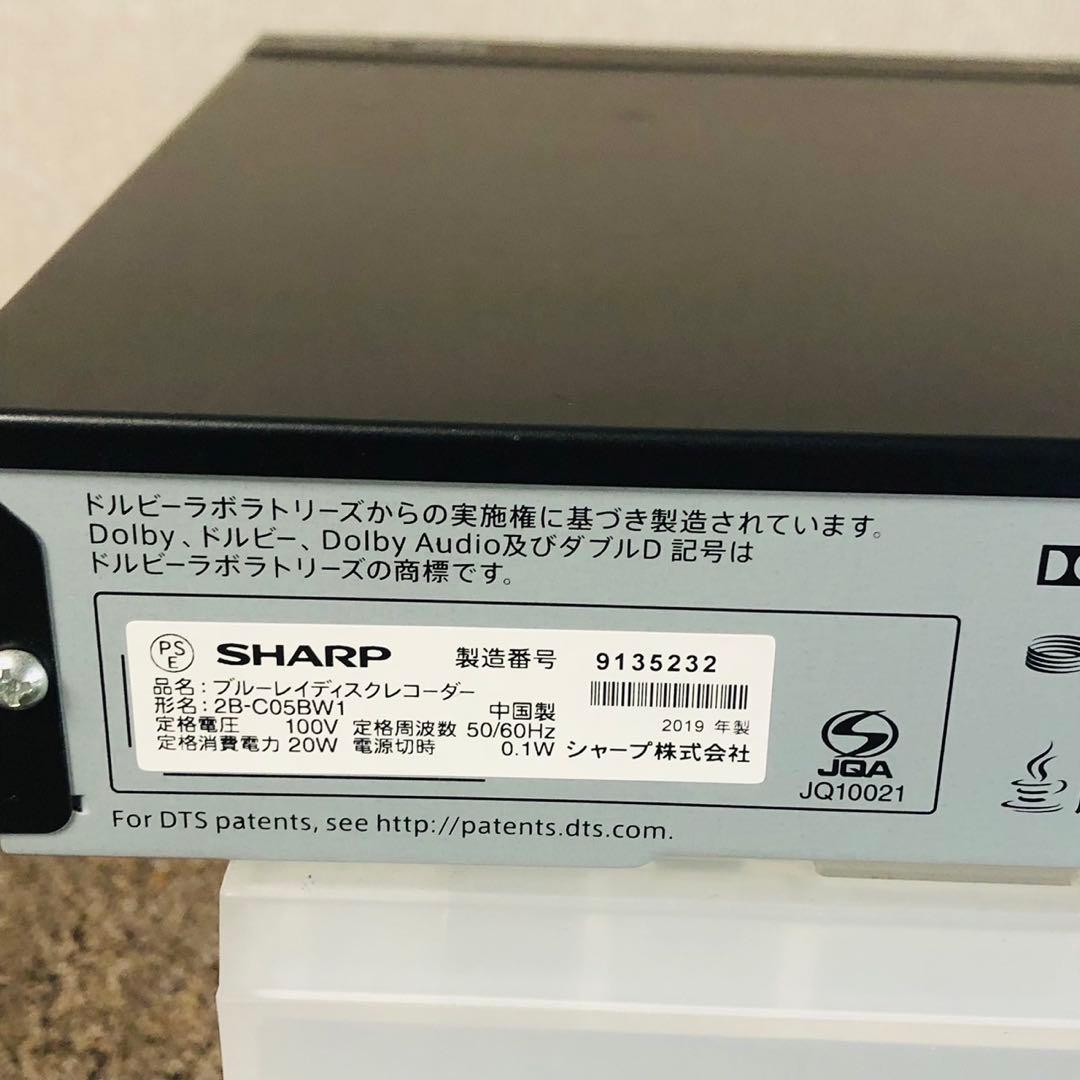 ドルビーラボラトリーズからの実施権に基づき製造されています。
Dolby、ドルビー、Dolby Audio及びダブルD 記号は
ドルビーラボラトリーズの商標です。
PS
E
SHARP 製造番号 9135232
品名:ブルーレイディスクレコーダー
形名:2B-C05BW1 中国製 2019 年製
定格電圧 100V 定格周波数 50/60Hz
定格消費電力 20W 電源切時 0.1W シャープ株式会社
JQA
JQ10021
For DTS patents, see http://patents.dts.com.